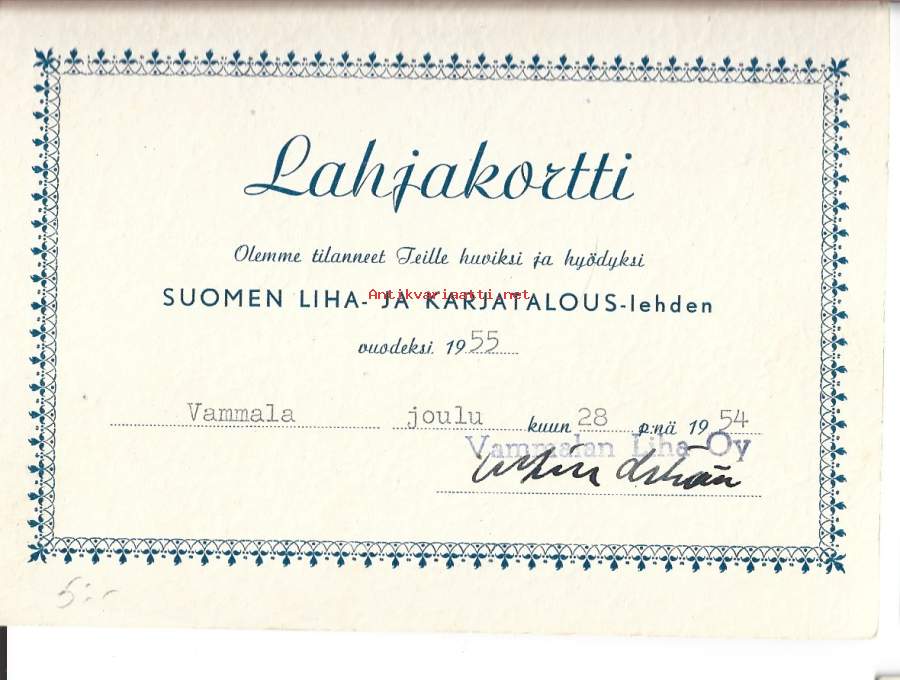 Lahjakortti
Olemme tilanneet Teille huviksi ja hyödyksi
SUOMEN LIHA- JA KARJATALOUS-lehden
Antikvariaatti.net
vuodeksi 1955
Vammala joulu kuun 28 p:nä 1954
Vammalan Liha Oy
5:-